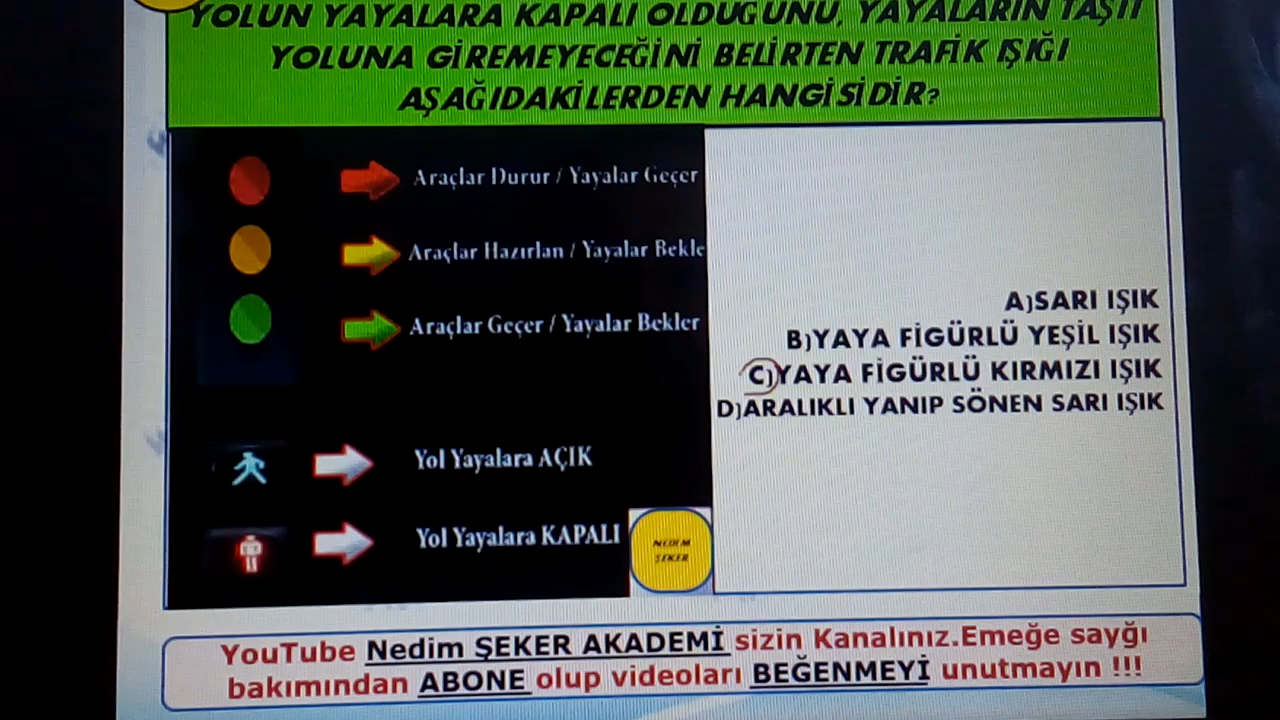 YOLUN YAYALARA KAPALI OLDUĞUNU, YAYALARIN TAŞIT
YOLUNA GİREMEYECEĞİNİ BELİRTEN TRAFİK IŞIĞI
AŞAĞIDAKİLERDEN HANGİSİDİR?
Araçlar Durur / Yayalar Geçer
Araçlar Hazırlan / Yayalar Bekle
Araçlar Geçer / Yayalar Bekler
Yol Yayalara AÇIK
Yol Yayalara KAPALI
NEDİM
ŞEKER
A)SARI IŞIK
B)YAYA FİGÜRLÜ YEŞİL IŞIK
C)YAYA FİGÜRLÜ KIRMIZI IŞIK
D)ARALIKLI YANIP SÖNEN SARI IŞIK
YouTube Nedim ŞEKER AKADEMİ sizin Kanalınız.Emeğe sayğı
bakımından ABONE olup videoları BEĞENMEYİ unutmayın !!!